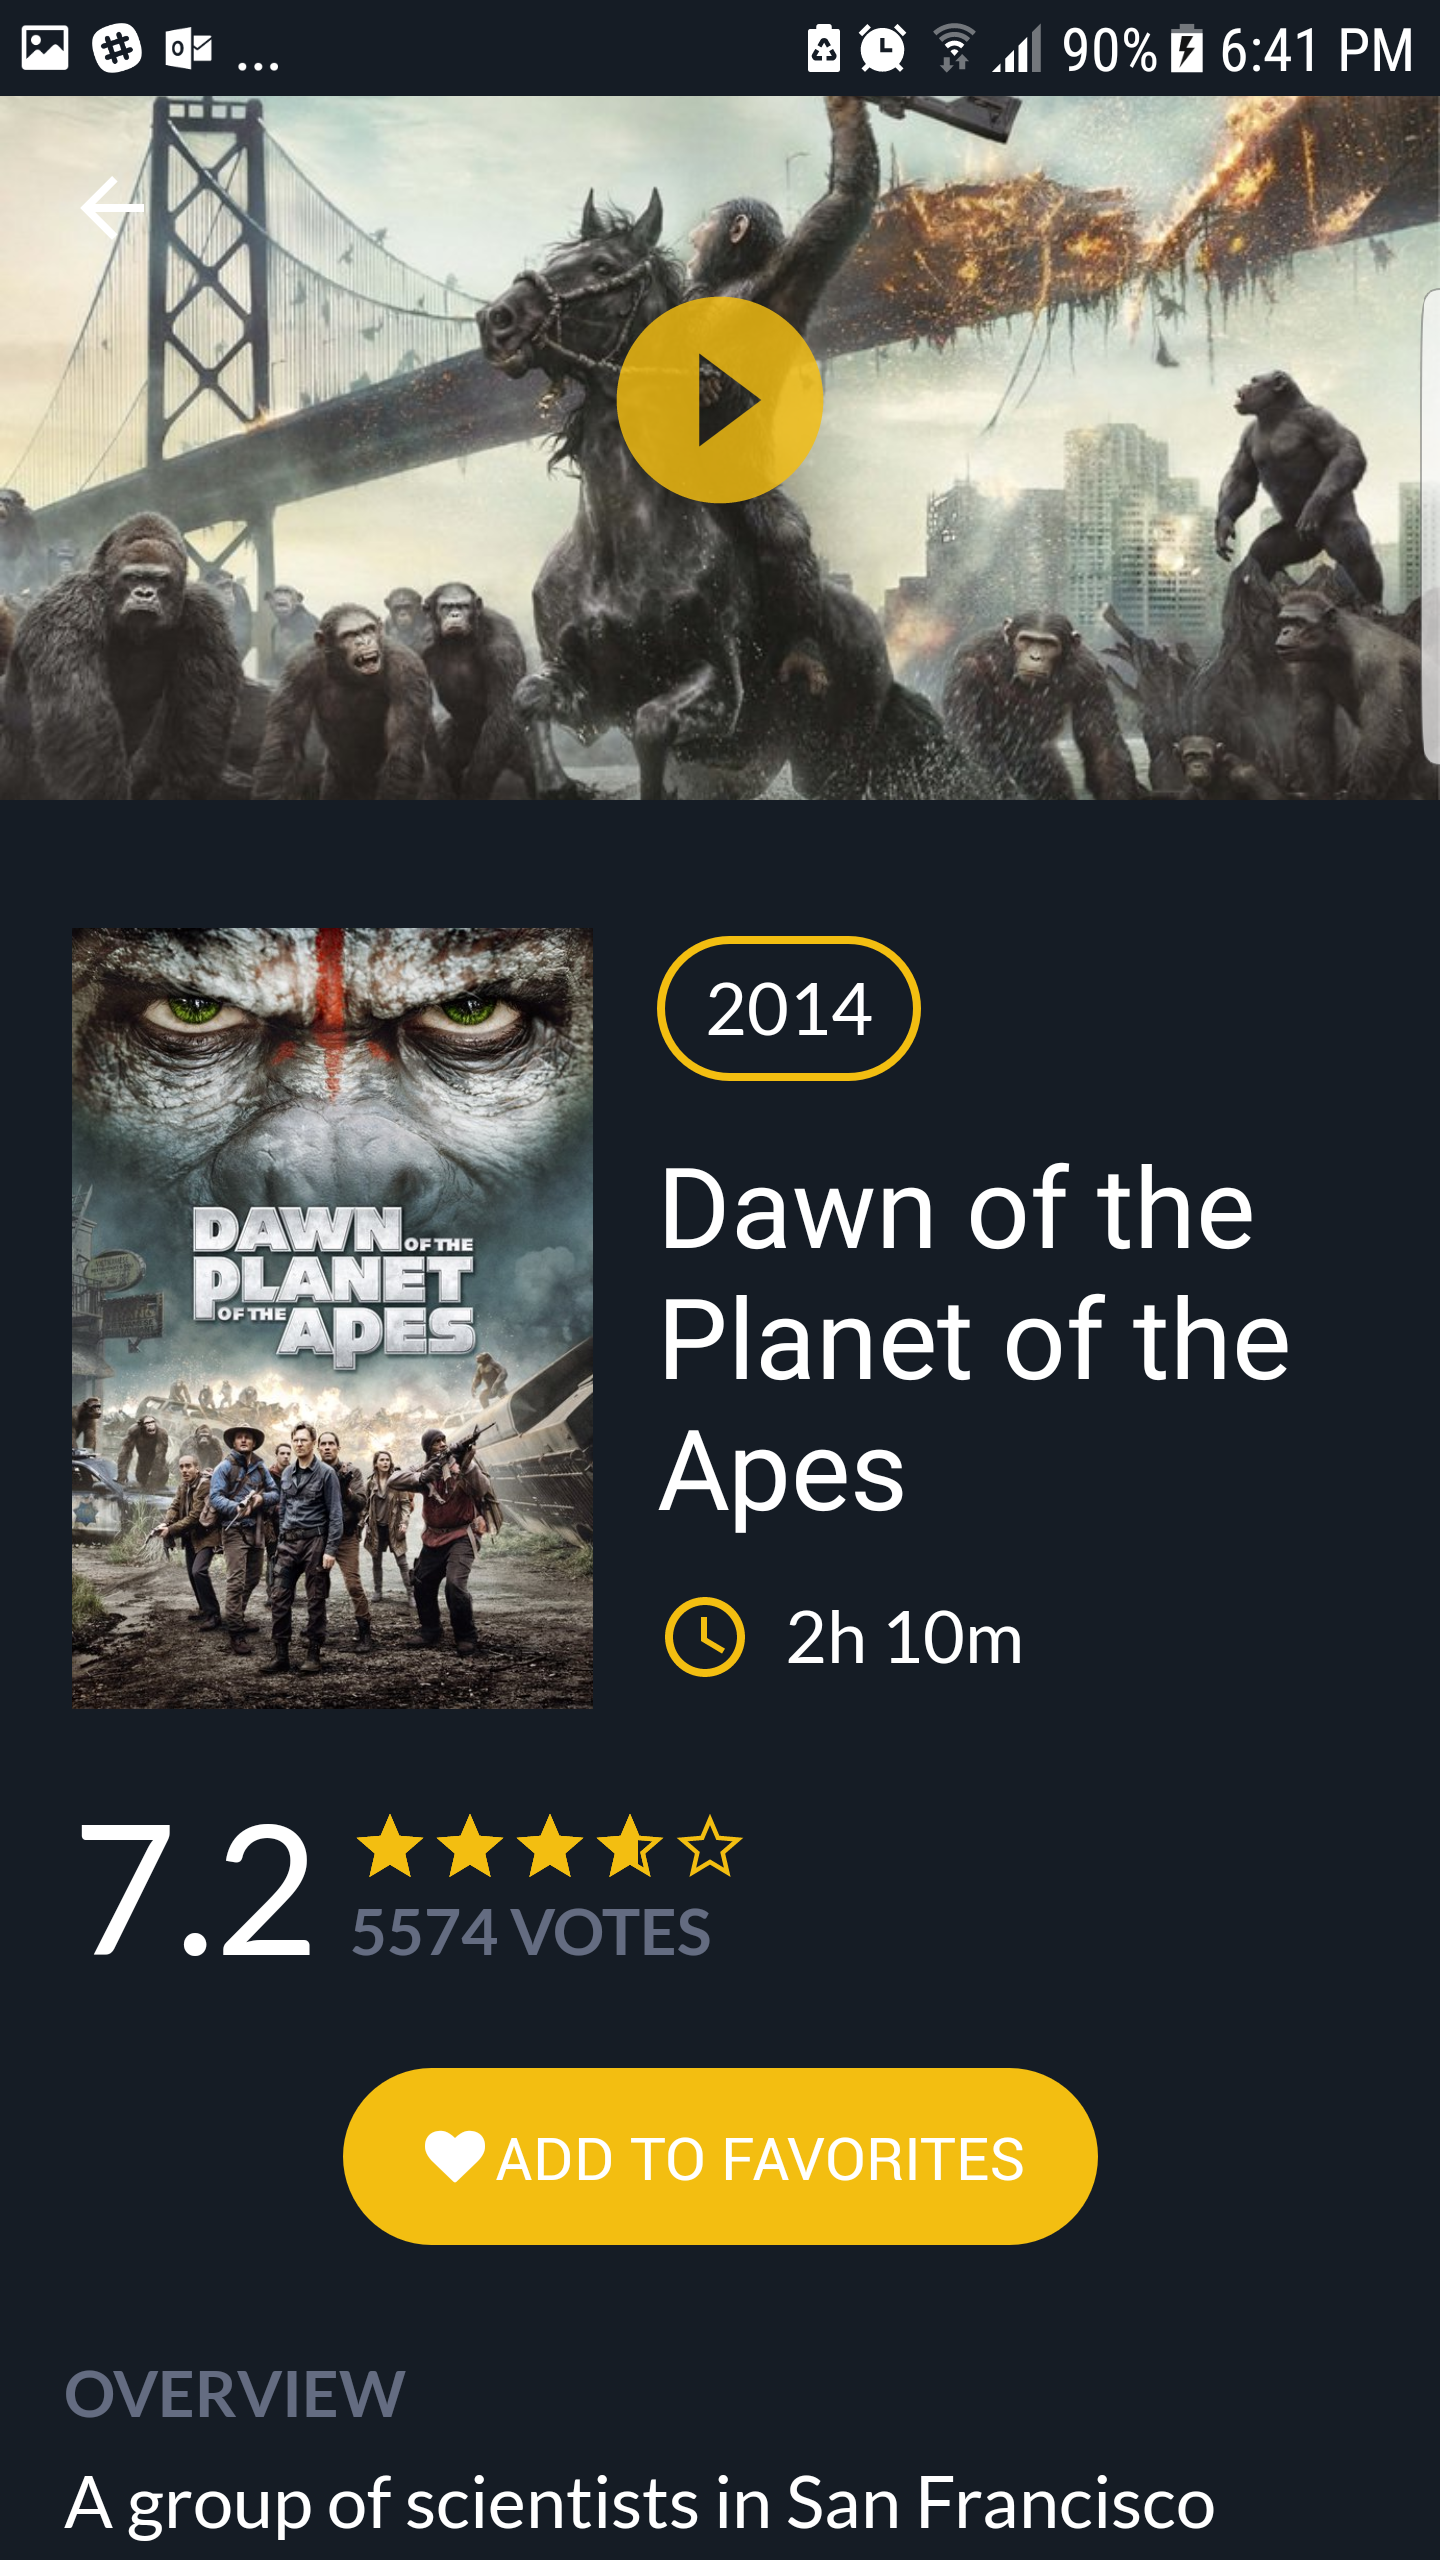 ... 90% 6:41 PM
2014
Dawn of the
Planet of the
Apes
DAWN OF THE
PLANET
OF THE APES
2h 10m
7.2
5574 VOTES
ADD TO FAVORITES
OVERVIEW
A group of scientists in San Francisco